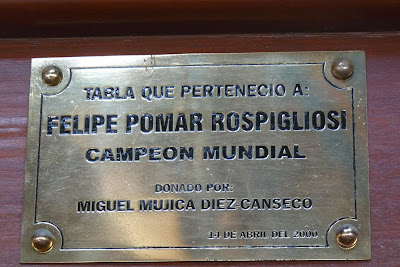 TABLA QUE PERTENECIO A:
FELIPE POMAR ROSPIGLIOSI
CAMPEON MUNDIAL
DONADO POR:
MIGUEL MUJICA DIEZ-CANSECO
14 DE ABRIL DEL 2000